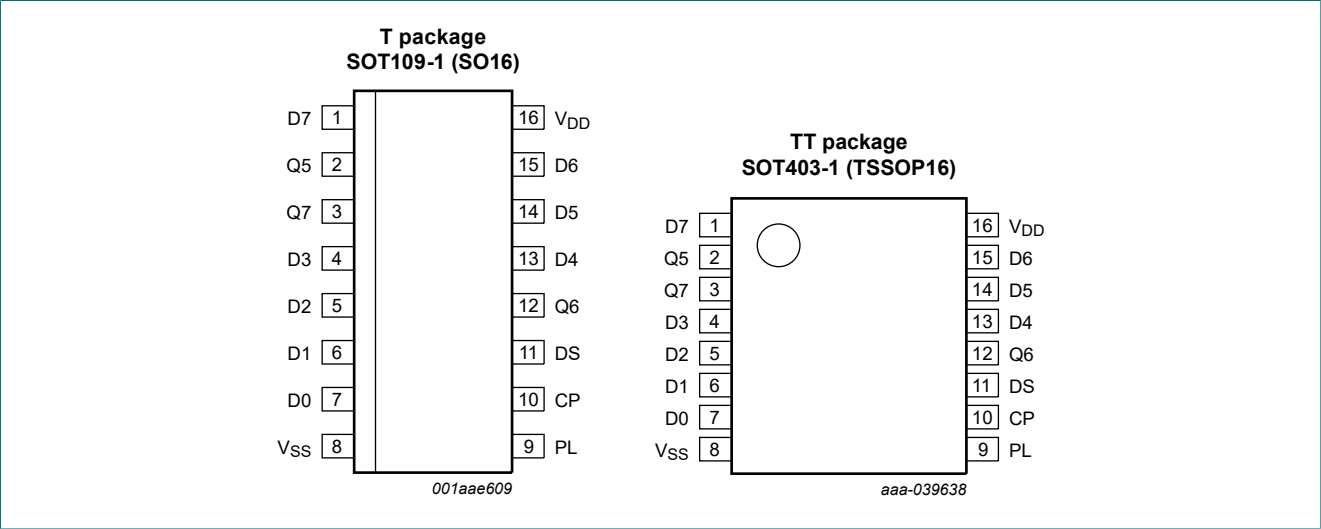 T package
SOT109-1 (SO16)
D7 1 16 VDD
Q5 2 15 D6
Q7 3 14 D5
D3 4 13 D4
D2 5 12 Q6
D1 6 11 DS
D0 7 10 CP
VSS 8 9 PL
001aae609
TT package
SOT403-1 (TSSOP16)
D7 1 16 VDD
Q5 2 15 D6
Q7 3 14 D5
D3 4 13 D4
D2 5 12 Q6
D1 6 11 DS
D0 7 10 CP
VSS 8 9 PL
aaa-039638